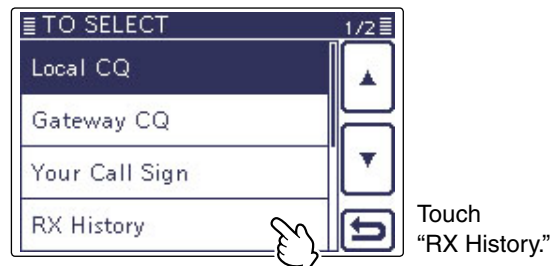 TO SELECT 1/2
Local CQ
Gateway CQ
Your Call Sign
RX History
Touch
“RX History.”